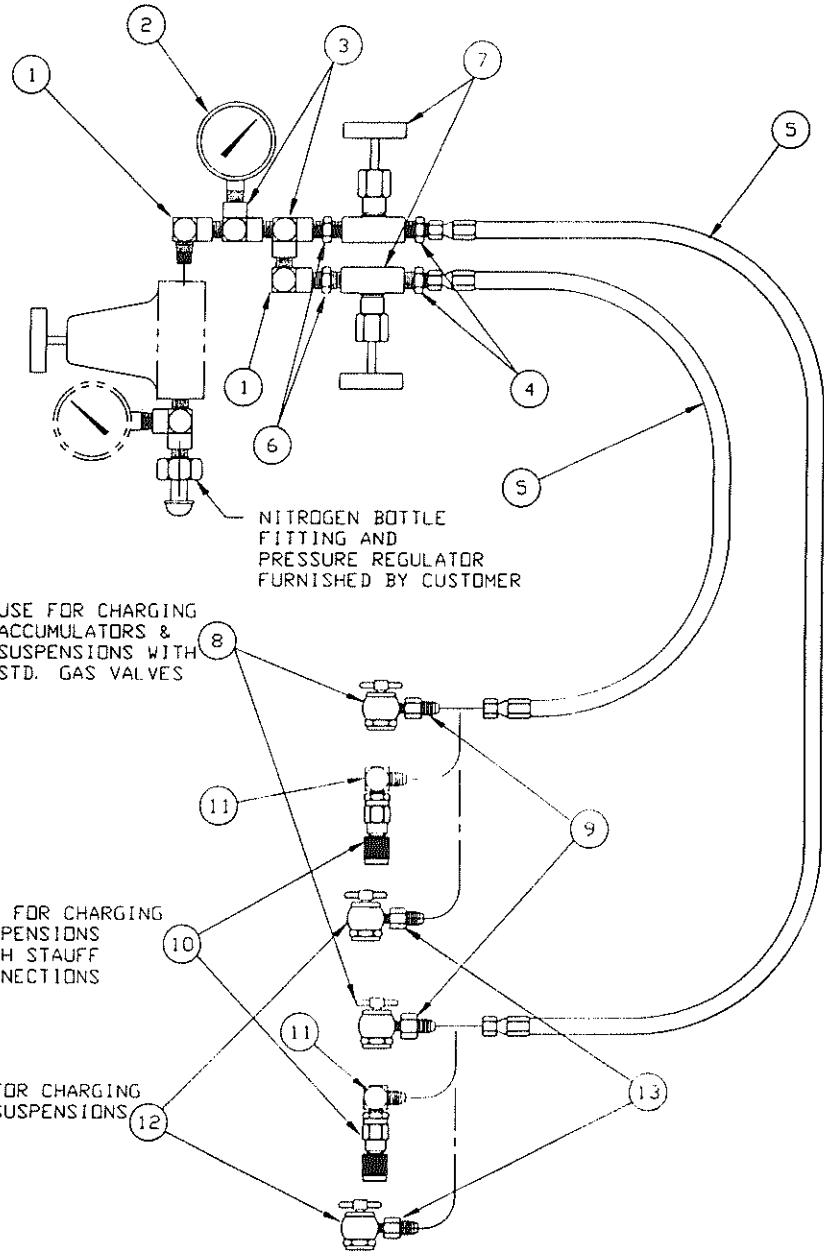 2
3
7
1
5
1
4
6
5
NITROGEN BOTTLE
FITTING AND
PRESSURE REGULATOR
FURNISHED BY CUSTOMER
USE FOR CHARGING
ACCUMULATORS &
SUSPENSIONS WITH
STD. GAS VALVES
8
11
9
FOR CHARGING
PENSIONS
H STAUFF
NECTIONS
10
11
13
FOR CHARGING
SUSPENSIONS
12